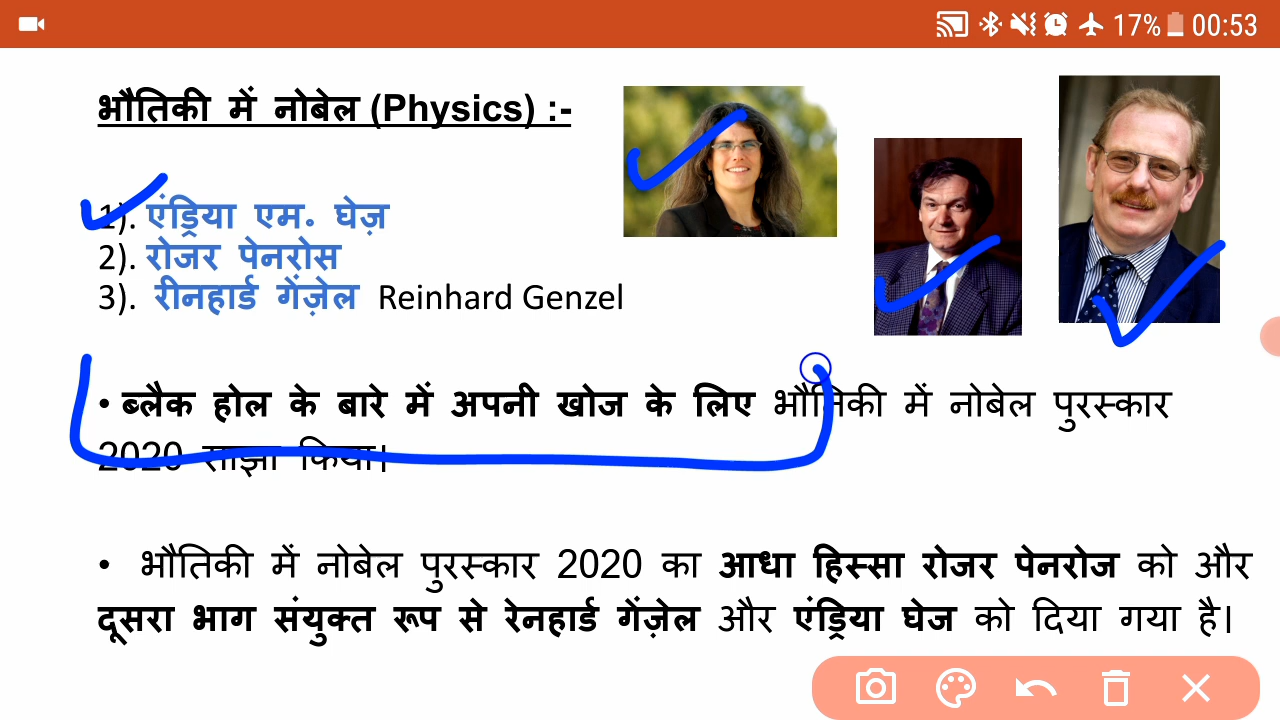 17% 00:53
भौतिकी में नोबेल (Physics) :-
1). एंड्रिया एम. घेज़
2). रोजर पेनरोस
3). रीनहार्ड गेंज़ेल Reinhard Genzel
• ब्लैक होल के बारे में अपनी खोज के लिए भौतिकी में नोबेल पुरस्कार
2020 साझा किया।
• भौतिकी में नोबेल पुरस्कार 2020 का आधा हिस्सा रोजर पेनरोज को और
दूसरा भाग संयुक्त रूप से रेनहार्ड गेंज़ेल और एंड्रिया घेज को दिया गया है।